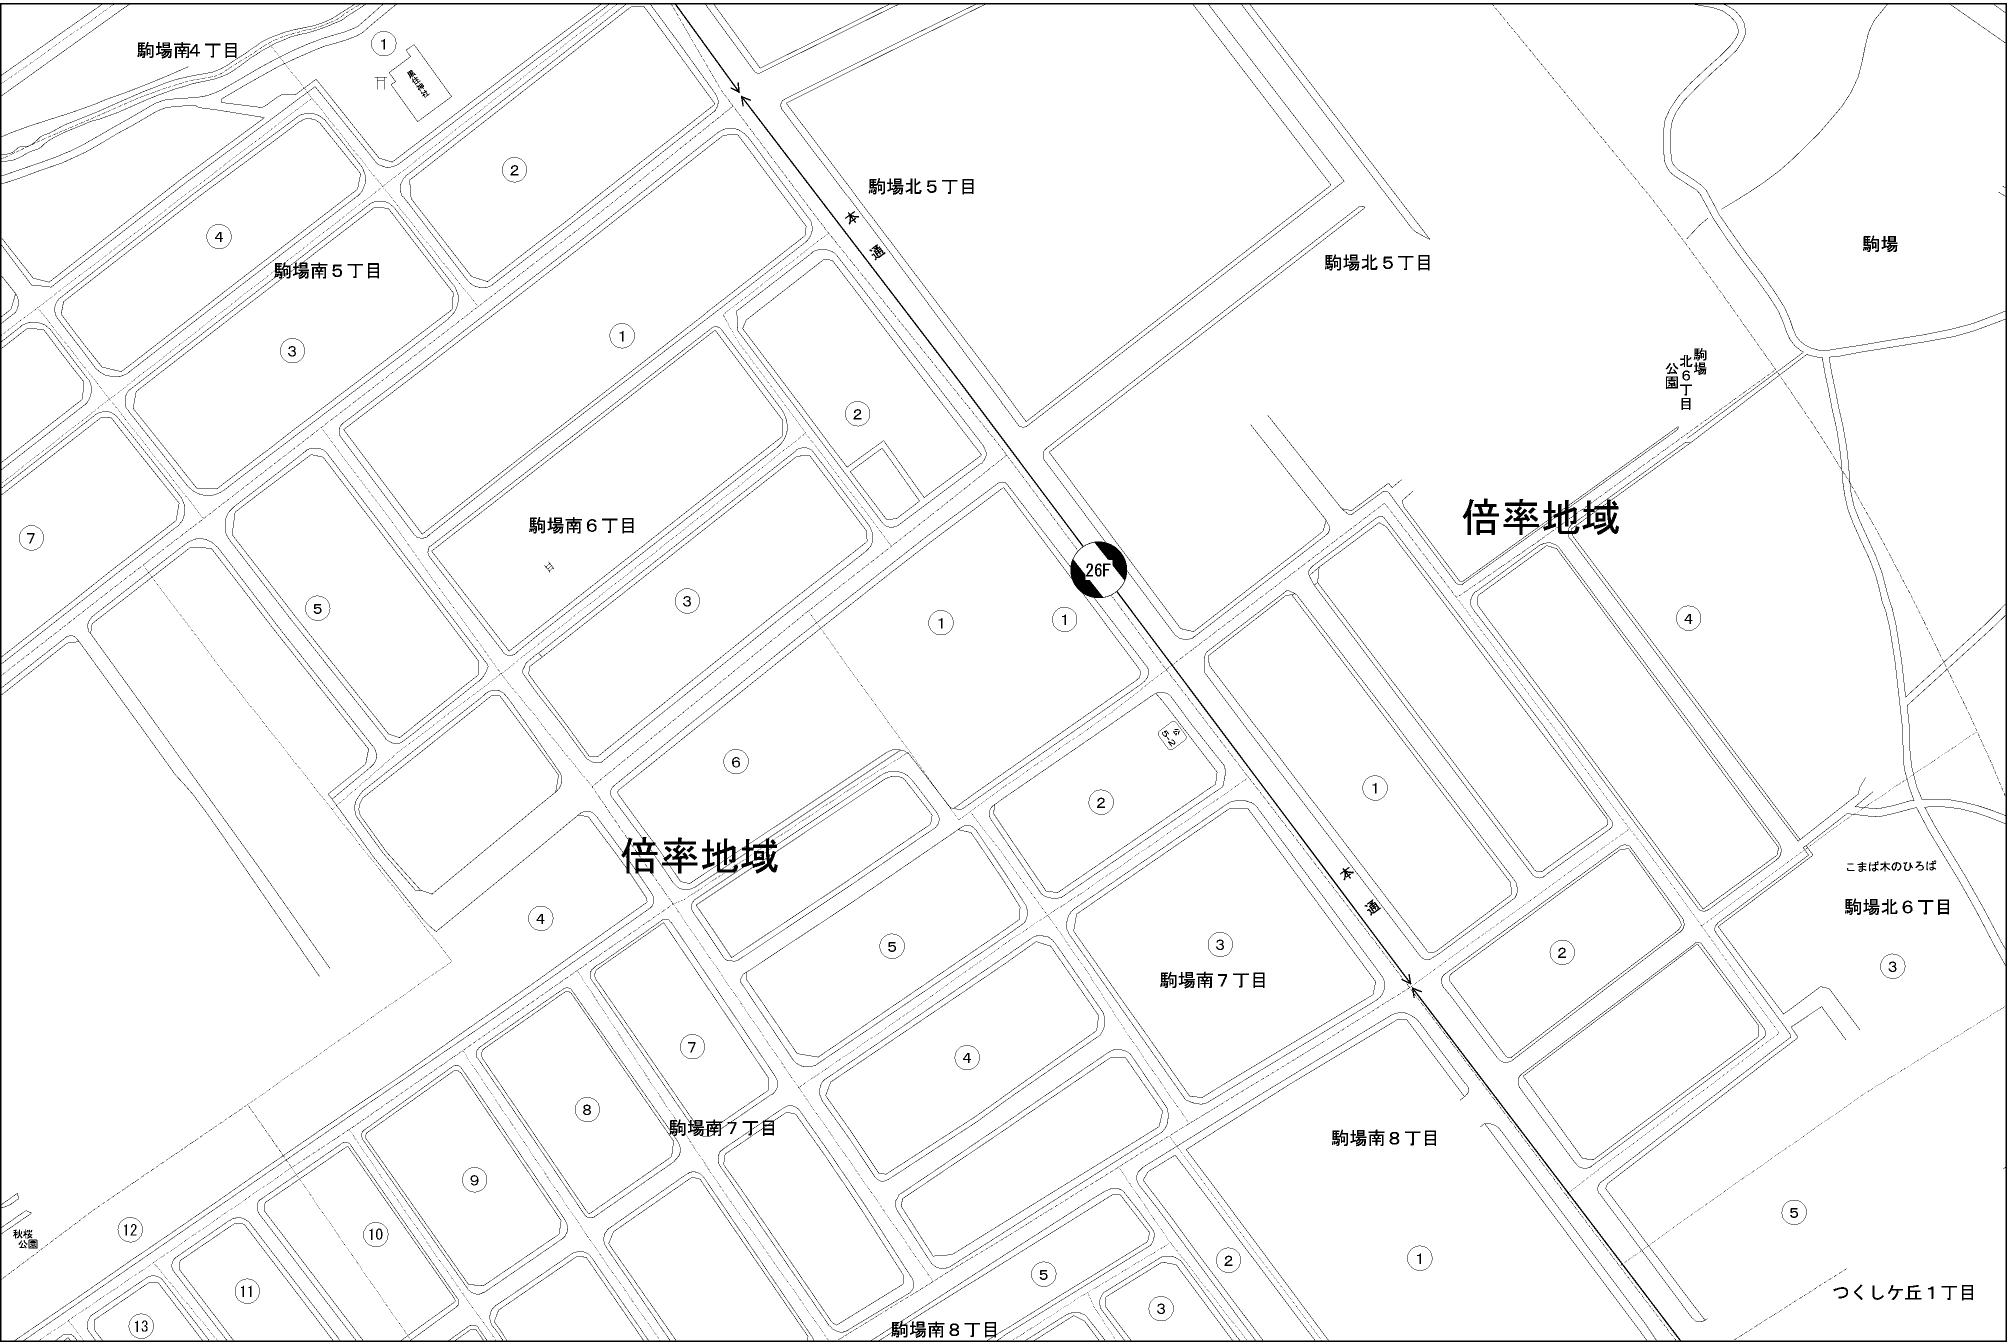 駒場南4丁目
1
2
駒場北5丁目
本通
4
駒場南5丁目
駒場北5丁目
駒場
3
1
駒場
北6丁目
公園
2
7
駒場南6丁目
倍率地域
26F
5
3
1
1
4
6
公
5-2
1
2
倍率地域
本通
こまば木のひろば
駒場北6丁目
4
5
3
2
3
駒場南7丁目
7
4
8
駒場南7丁目
駒場南8丁目
9
12
10
5
秋桜
公園
11
5
2
1
つくしケ丘1丁目
13
3
駒場南8丁目